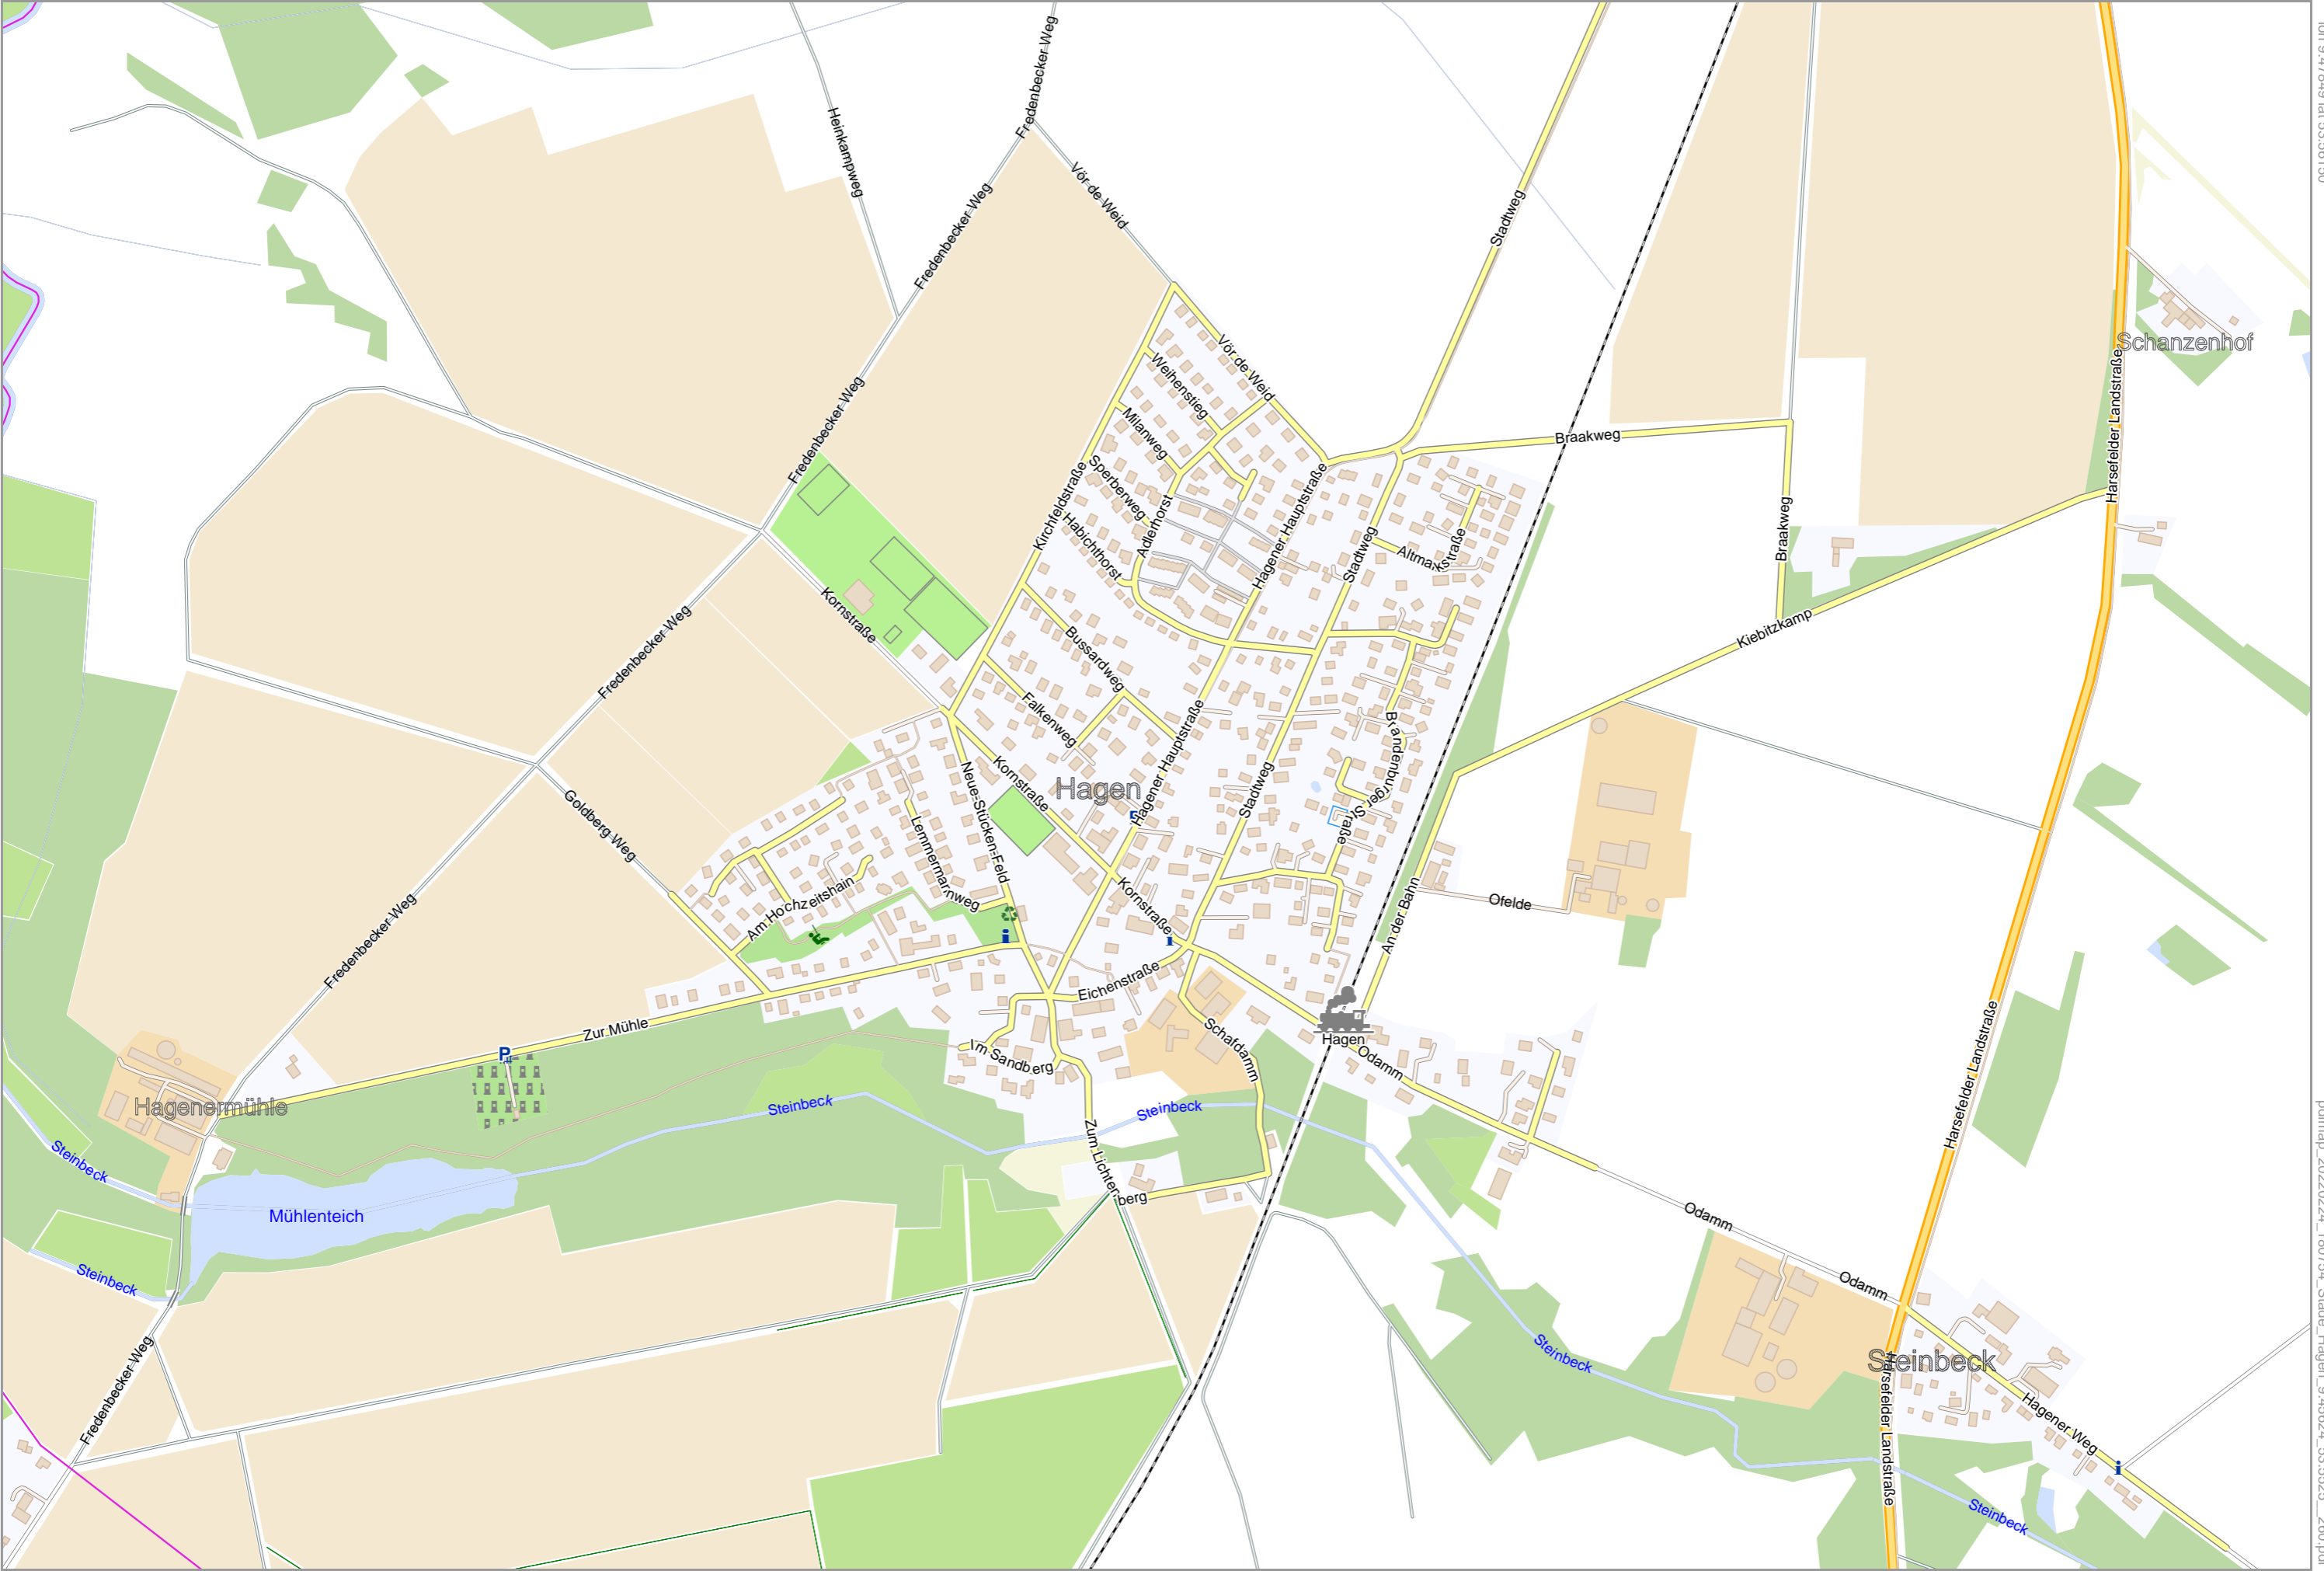 Fredenbecker Weg
Heinkampweg
Vör de Weid
Fredenbecker Weg
Stadtweg
Schanzenhof
Vör de Weid
Weihenstieg
Harsefelder Landstraße
Fredenbecker Weg
Milanweg
Braakweg
Sperberweg
Kirchfeldstraße
Adlerhorst
Hagener Hauptstraße
Habichthorst
Stadtweg
Altmarkstraße
Braakweg
Kornstraße
Kiebitzkamp
Fredenbecker Weg
Bussardweg
Falkenweg
Hagener Hauptstraße
Brandenburger Straße
Kornstraße
Neue-Stücken-Feld
Hagen
Stadtweg
Goldberg Weg
Lemmermannweg
Am Hochzeitshain
Kornstraße
Ofelde
An der Bahn
Fredenbecker Weg
Eichenstraße
Zur Mühle
P
Schafdamm
Hagen
Im Sandberg
Odamm
Harsefelder Landstraße
Hagenermühle
Steinbeck
Steinbeck
Steinbeck
Zum Lichtenberg
Mühlenteich
Odamm
Steinbeck
Odamm
Steinbeck
Steinbeck
Harsefelder Landstraße
Fredenbecker Weg
Hagener Weg
Steinbeck